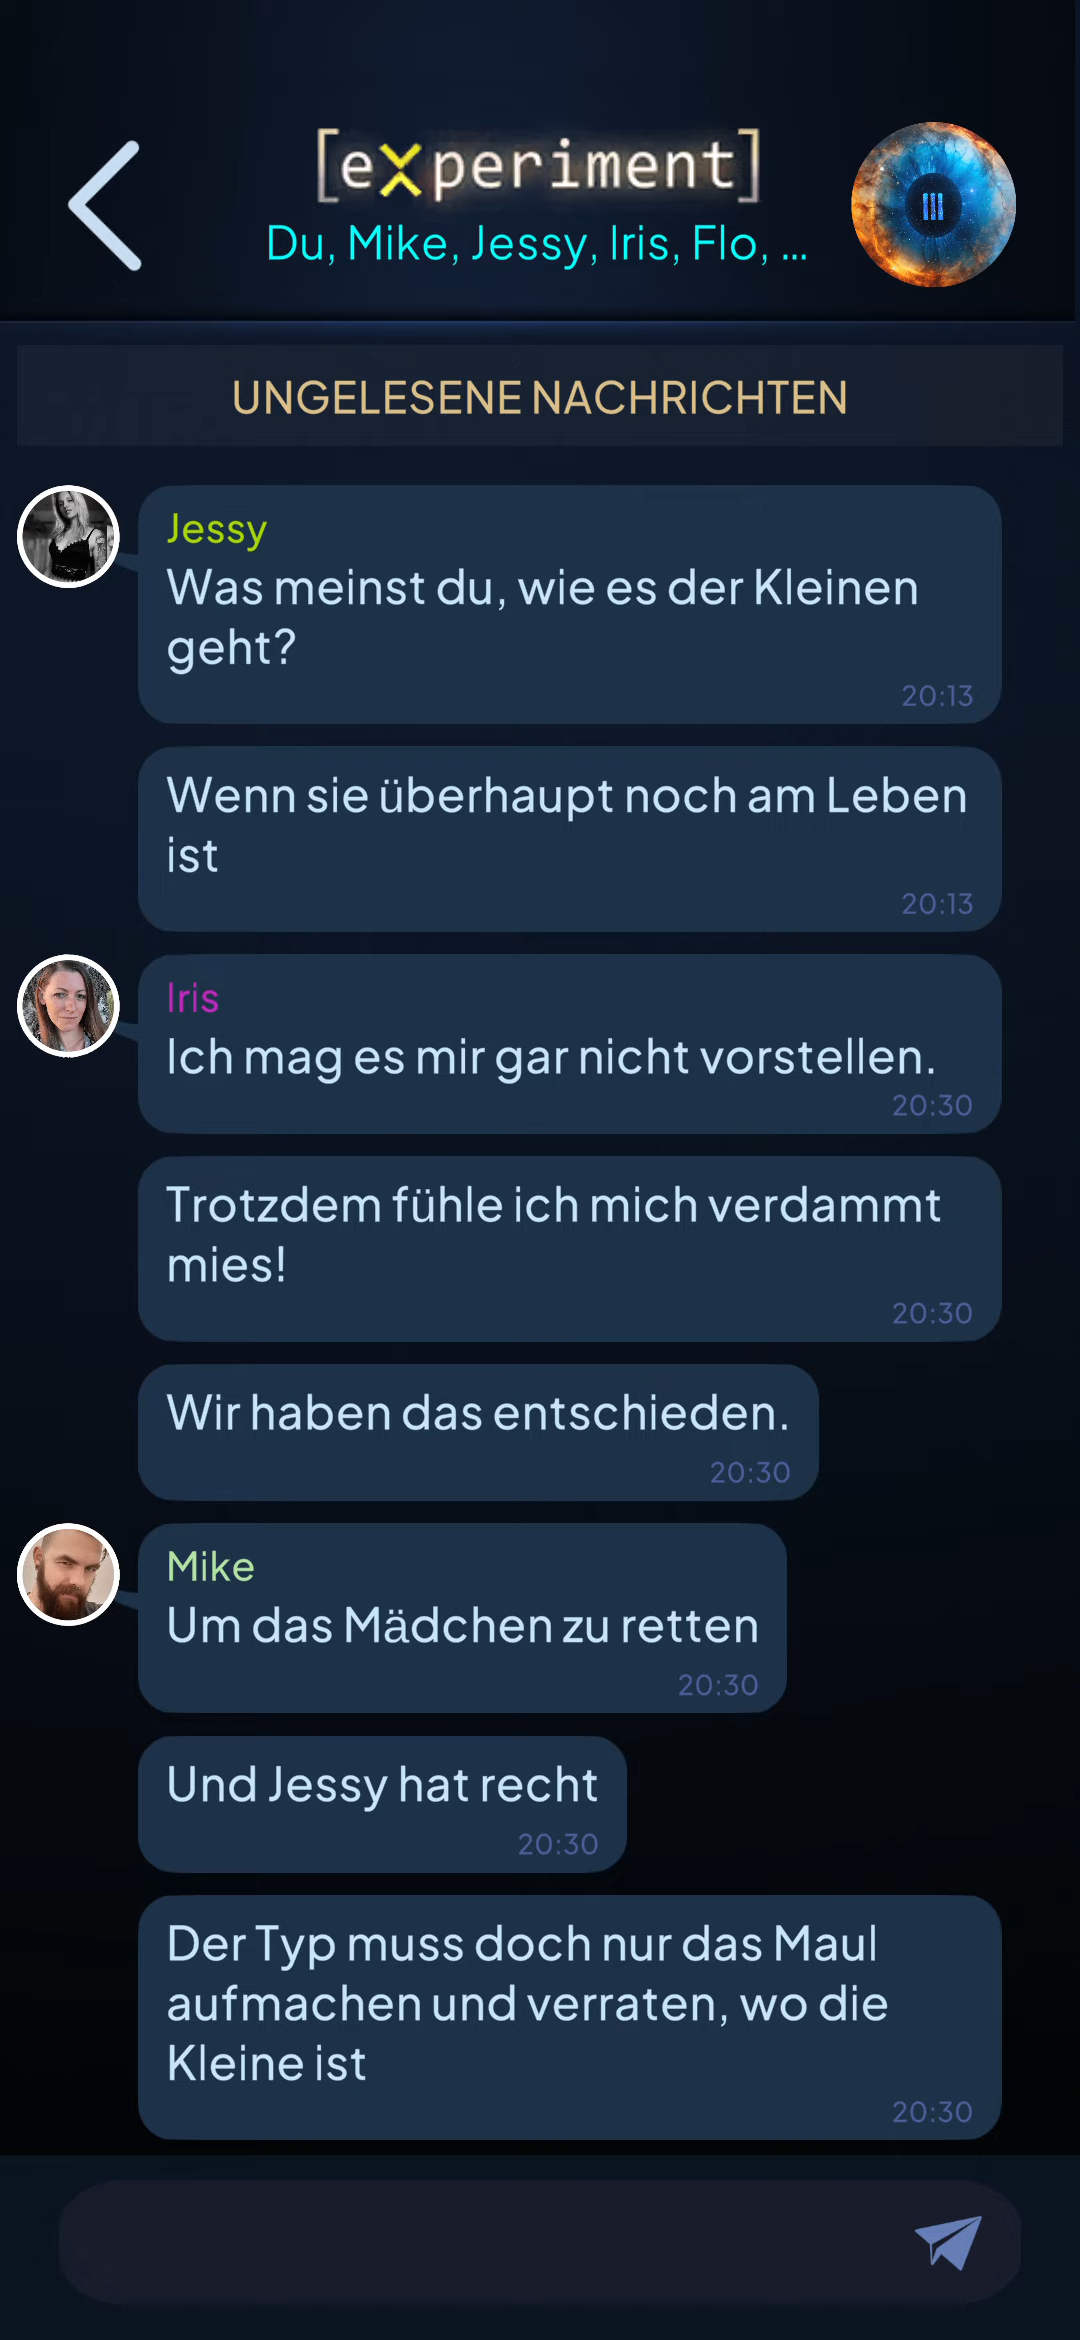 [experiment]
Du, Mike, Jessy, Iris, Flo, ...
UNGELESENE NACHRICHTEN
Jessy
Was meinst du, wie es der Kleinen
geht?
20:13
Wenn sie überhaupt noch am Leben
ist
20:13
Iris
Ich mag es mir gar nicht vorstellen.
20:30
Trotzdem fühle ich mich verdammt
mies!
20:30
Wir haben das entschieden.
20:30
Mike
Um das Mädchen zu retten
20:30
Und Jessy hat recht
20:30
Der Typ muss doch nur das Maul
aufmachen und verraten, wo die
Kleine ist
20:30